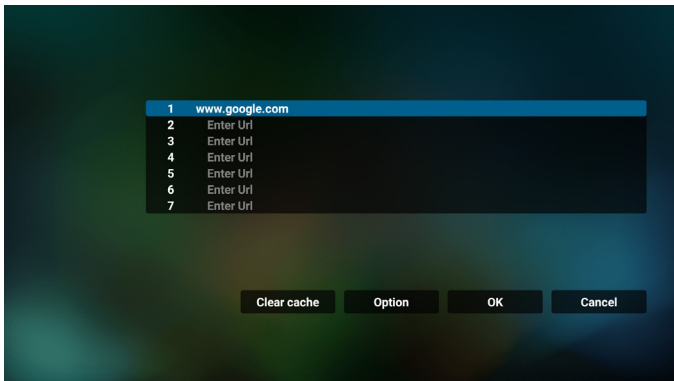 1 www.google.com
2 Enter Url
3 Enter Url
4 Enter Url
5 Enter Url
6 Enter Url
7 Enter Url
Clear cache Option OK Cancel